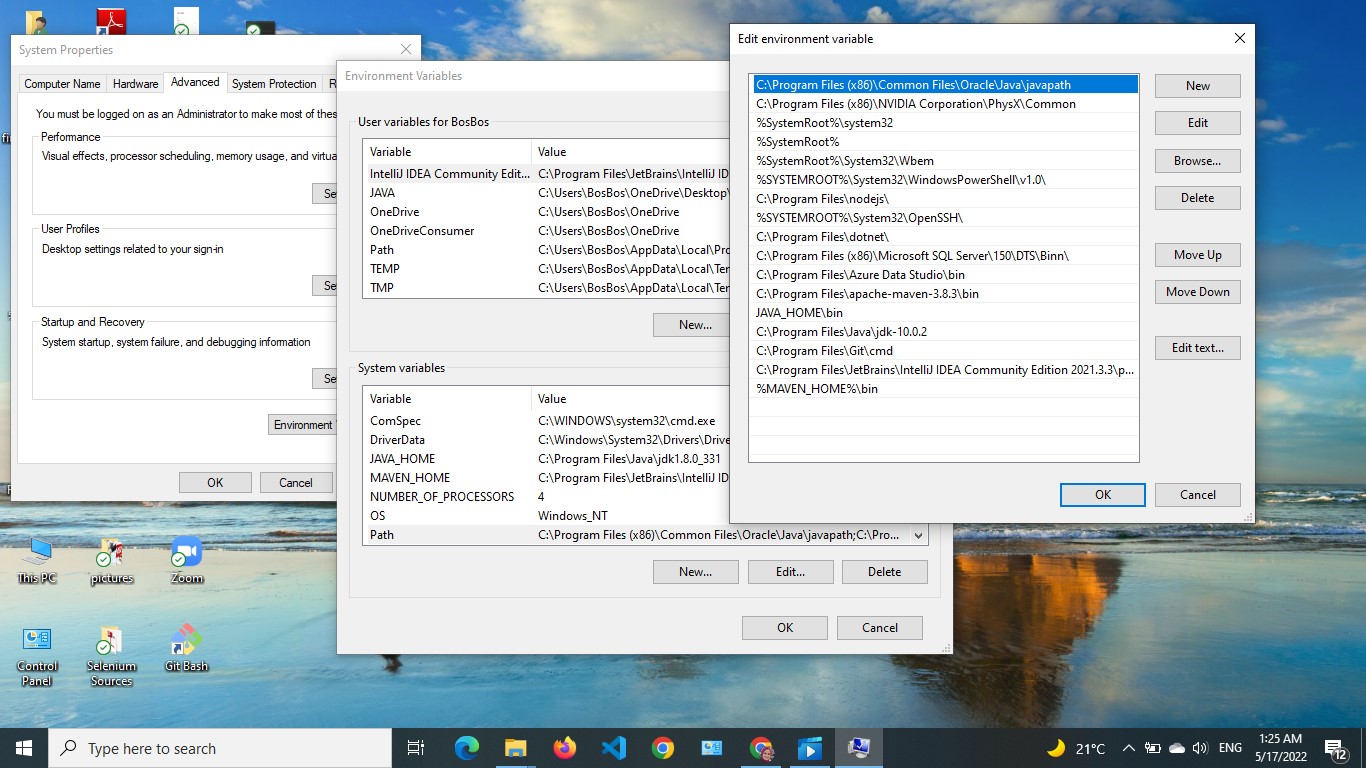 System Properties
Computer Name
Hardware
Advanced
System Protection
You must be logged on as an Administrator to make most of these
Performance
Visual effects, processor scheduling, memory usage, and virtua
User Profiles
Desktop settings related to your sign-in
Startup and Recovery
System startup, system failure, and debugging information
Environment
OK
Cancel
Environment Variables
User variables for BosBos
Variable Value
IntelliJ IDEA Community Edit... C:\Program Files\JetBrains\IntelliJ ID
JAVA C:\Users\BosBos\OneDrive\Desktop\
OneDrive C:\Users\BosBos\OneDrive
OneDriveConsumer C:\Users\BosBos\OneDrive
Path C:\Users\BosBos\AppData\Local\Pro
TEMP C:\Users\BosBos\AppData\Local\Ter
TMP C:\Users\BosBos\AppData\Local\Ter
New...
System variables
Variable Value
ComSpec C:\WINDOWS\system32\cmd.exe
DriverData C:\Windows\System32\Drivers\Drive
JAVA_HOME C:\Program Files\Java\jdk1.8.0_331
MAVEN_HOME C:\Program Files\JetBrains\IntelliJ ID
NUMBER_OF_PROCESSORS 4
OS Windows_NT
Path C:\Program Files (x86)\Common Files\Oracle\Java\javapath;C:\Pro...
New...
Edit...
Delete
OK
Cancel
Edit environment variable
C:\Program Files (x86)\Common Files\Oracle\Java\javapath
C:\Program Files (x86)\NVIDIA Corporation\PhysX\Common
%SystemRoot%\system32
%SystemRoot%
%SystemRoot%\System32\Wbem
%SYSTEMROOT%\System32\WindowsPowerShell\v1.0\
C:\Program Files\nodejs\
%SYSTEMROOT%\System32\OpenSSH\
C:\Program Files\dotnet\
C:\Program Files (x86)\Microsoft SQL Server\150\DTS\Binn\
C:\Program Files\Azure Data Studio\bin
C:\Program Files\apache-maven-3.8.3\bin
JAVA_HOME\bin
C:\Program Files\Java\jdk-10.0.2
C:\Program Files\Git\cmd
C:\Program Files\JetBrains\IntelliJ IDEA Community Edition 2021.3.3\p...
%MAVEN_HOME%\bin
New
Edit
Browse...
Delete
Move Up
Move Down
Edit text...
OK
Cancel
This PC
pictures
Zoom
Control
Panel
Selenium
Sources
Git Bash
Type here to search
21°C
ENG
1:25 AM
5/17/2022
12